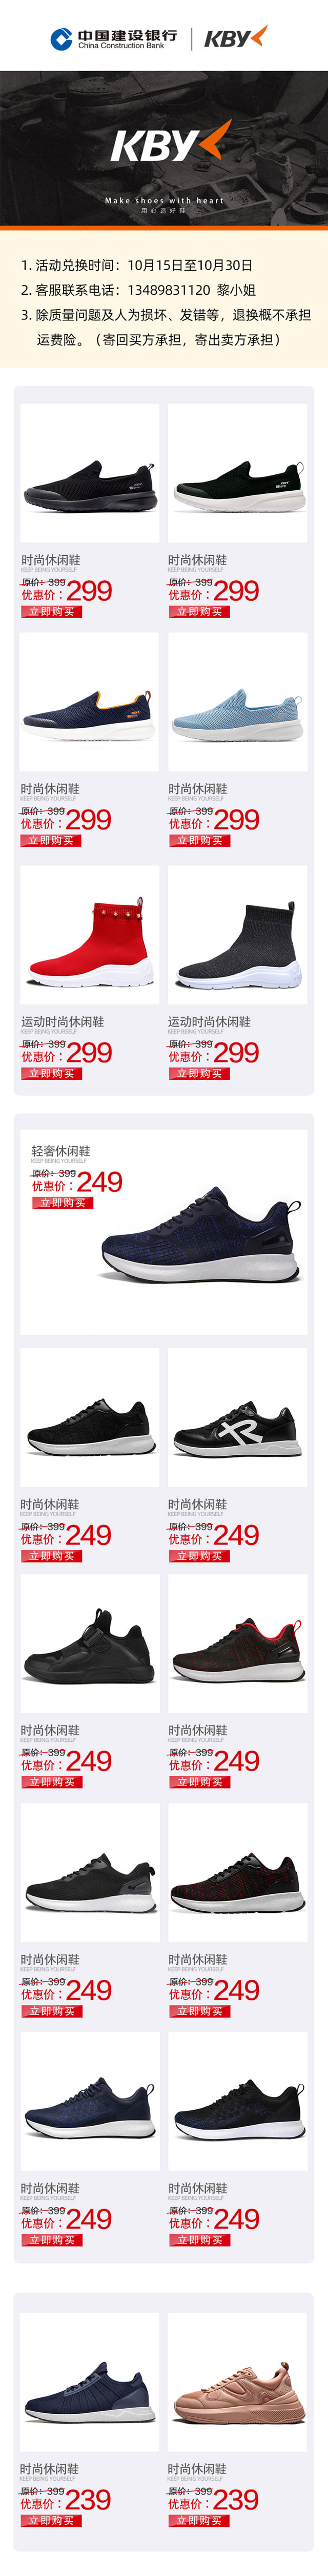 中国建设银行
China Construction Bank
KBY
KBY
Make shoes with heart
用心造好鞋
1. 活动兑换时间：10月15日至10月30日
2. 客服联系电话：13489831120 黎小姐
3. 除质量问题及人为损坏、发错等，退换概不承担
运费险。（寄回买方承担，寄出卖方承担）
时尚休闲鞋
KEEP BEING YOURSELF
原价：399
优惠价：299
立即购买
时尚休闲鞋
KEEP BEING YOURSELF
原价：399
优惠价：299
立即购买
时尚休闲鞋
KEEP BEING YOURSELF
原价：399
优惠价：299
立即购买
时尚休闲鞋
KEEP BEING YOURSELF
原价：399
优惠价：299
立即购买
运动时尚休闲鞋
KEEP BEING YOURSELF
原价：399
优惠价：299
立即购买
运动时尚休闲鞋
KEEP BEING YOURSELF
原价：399
优惠价：299
立即购买
轻奢休闲鞋
KEEP BEING YOURSELF
原价：399
优惠价：249
立即购买
时尚休闲鞋
KEEP BEING YOURSELF
原价：399
优惠价：249
立即购买
时尚休闲鞋
KEEP BEING YOURSELF
原价：399
优惠价：249
立即购买
时尚休闲鞋
KEEP BEING YOURSELF
原价：399
优惠价：249
立即购买
时尚休闲鞋
KEEP BEING YOURSELF
原价：399
优惠价：249
立即购买
时尚休闲鞋
KEEP BEING YOURSELF
原价：399
优惠价：249
立即购买
时尚休闲鞋
KEEP BEING YOURSELF
原价：399
优惠价：249
立即购买
时尚休闲鞋
KEEP BEING YOURSELF
原价：399
优惠价：249
立即购买
时尚休闲鞋
KEEP BEING YOURSELF
原价：399
优惠价：249
立即购买
时尚休闲鞋
KEEP BEING YOURSELF
原价：399
优惠价：239
立即购买
时尚休闲鞋
KEEP BEING YOURSELF
原价：399
优惠价：239
立即购买